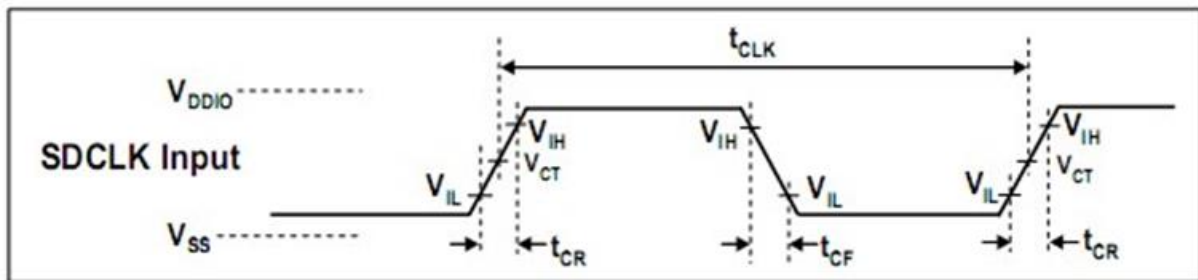 tCLK
VDDIO
SDCLK Input
VIH VIH VIH
VCT VCT
VIL VIL VIL
VSS
tCR tCF tCR